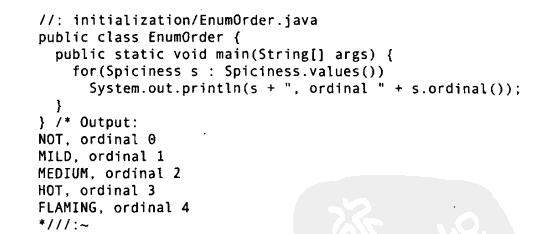 //: initialization/EnumOrder.java
public class EnumOrder {
  public static void main(String[] args) {
    for(Spiciness s : Spiciness.values())
      System.out.println(s + ", ordinal " + s.ordinal());
  }
} /* Output:
NOT, ordinal 0
MILD, ordinal 1
MEDIUM, ordinal 2
HOT, ordinal 3
FLAMING, ordinal 4
*///:~